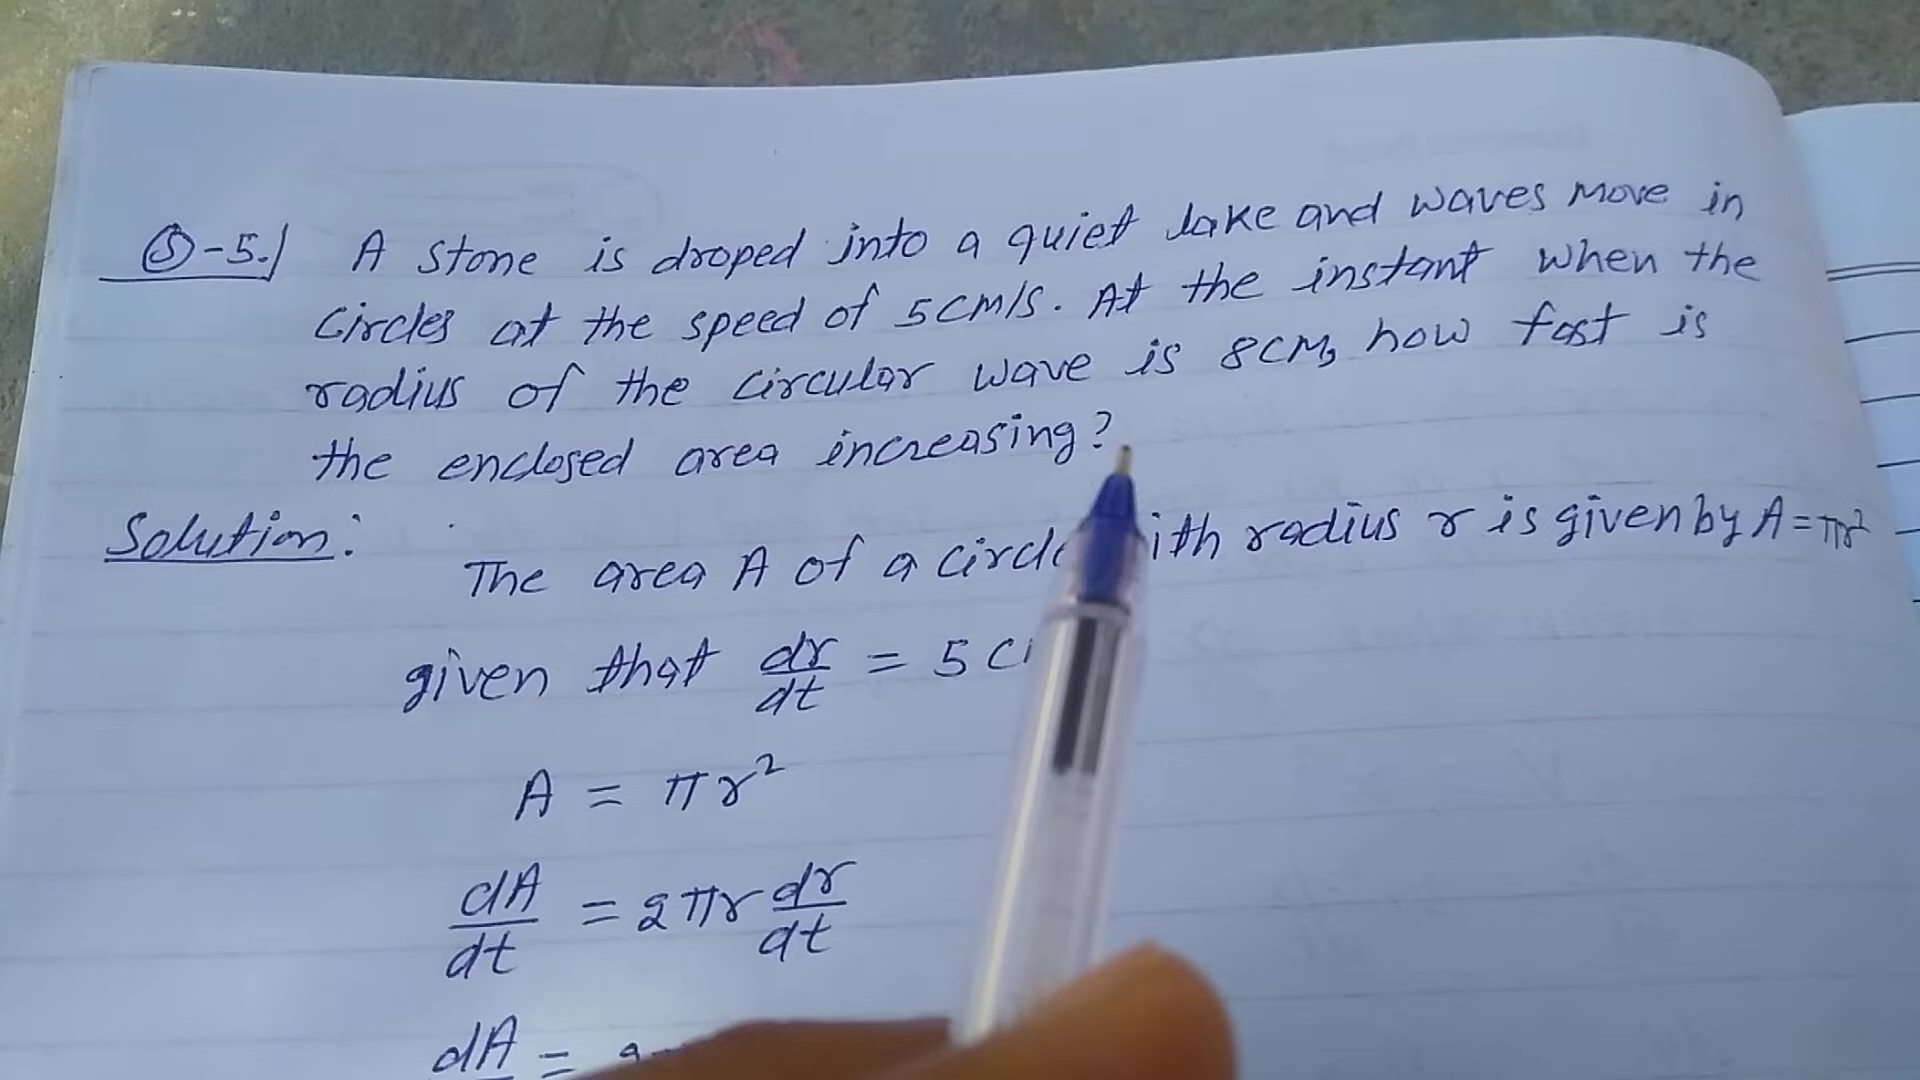 Q-5.) A stone is droped into a quiet lake and waves move in
circles at the speed of 5cm/s. At the instant when the
radius of the circular wave is 8cm, how fast is
the enclosed area increasing?
Solution:
The area A of a circle ith radius r is given by A = πr²
given that dr/dt = 5 c
A = πr²
dA/dt = 2πr dr/dt
dA =